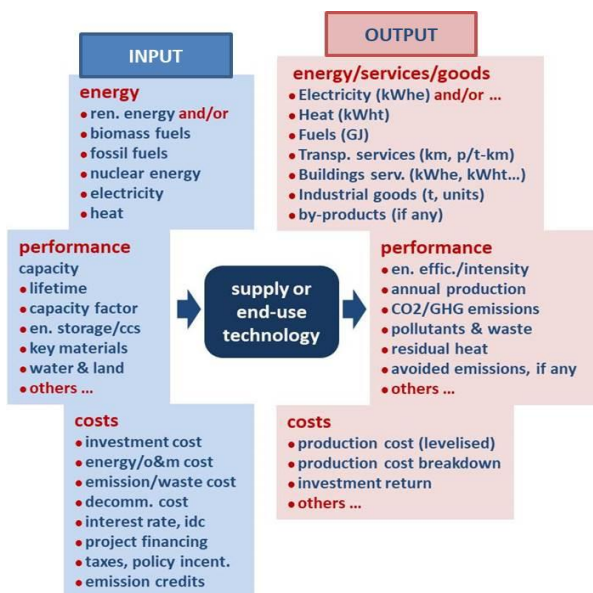 INPUT
energy
• ren. energy and/or
• biomass fuels
• fossil fuels
• nuclear energy
• electricity
• heat
performance
capacity
• lifetime
• capacity factor
• en. storage/ccs
• key materials
• water & land
• others ...
costs
• investment cost
• energy/o&m cost
• emission/waste cost
• decomm. cost
• interest rate, idc
• project financing
• taxes, policy incent.
• emission credits
supply or
end-use
technology
OUTPUT
energy/services/goods
• Electricity (kWhe) and/or ...
• Heat (kWht)
• Fuels (GJ)
• Transp. services (km, p/t-km)
• Buildings serv. (kWhe, kWht...)
• Industrial goods (t, units)
• by-products (if any)
performance
• en. effic./intensity
• annual production
• CO2/GHG emissions
• pollutants & waste
• residual heat
• avoided emissions, if any
• others ...
costs
• production cost (levelised)
• production cost breakdown
• investment return
• others ...